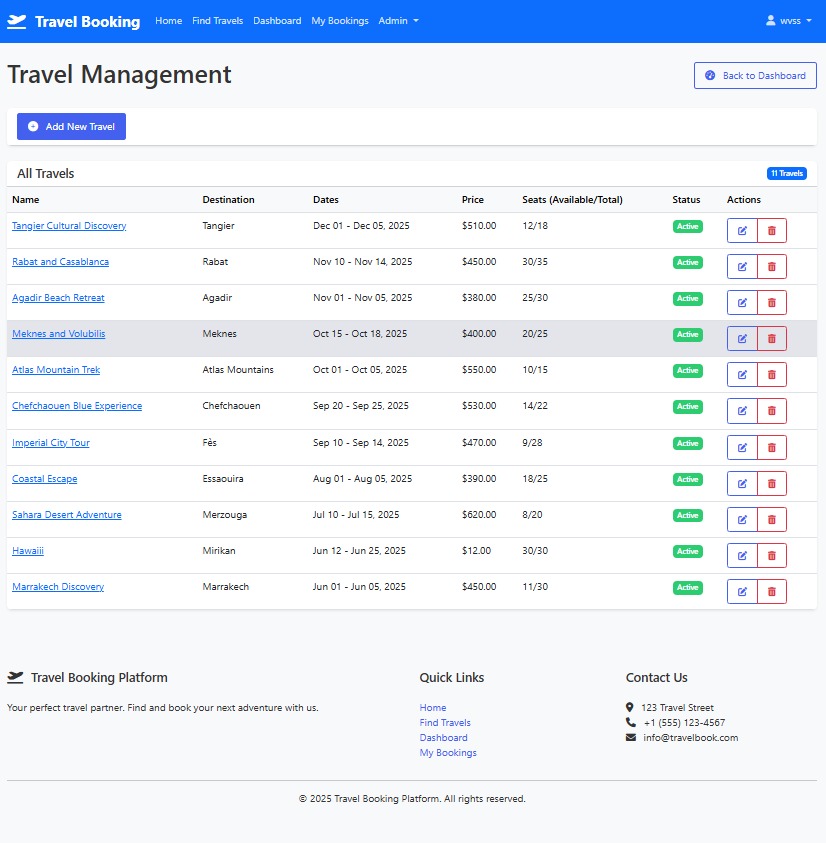 Travel Booking Home Find Travels Dashboard My Bookings Admin wvss
Travel Management Back to Dashboard
Add New Travel
All Travels 11 Travels
Name Destination Dates Price Seats (Available/Total) Status Actions
Tangier Cultural Discovery Tangier Dec 01 - Dec 05, 2025 $510.00 12/18 Active
Rabat and Casablanca Rabat Nov 10 - Nov 14, 2025 $450.00 30/35 Active
Agadir Beach Retreat Agadir Nov 01 - Nov 05, 2025 $380.00 25/30 Active
Meknes and Volubilis Meknes Oct 15 - Oct 18, 2025 $400.00 20/25 Active
Atlas Mountain Trek Atlas Mountains Oct 01 - Oct 05, 2025 $550.00 10/15 Active
Chefchaouen Blue Experience Chefchaouen Sep 20 - Sep 25, 2025 $530.00 14/22 Active
Imperial City Tour Fès Sep 10 - Sep 14, 2025 $470.00 9/28 Active
Coastal Escape Essaouira Aug 01 - Aug 05, 2025 $390.00 18/25 Active
Sahara Desert Adventure Merzouga Jul 10 - Jul 15, 2025 $620.00 8/20 Active
Hawaiii Mirikan Jun 12 - Jun 25, 2025 $12.00 30/30 Active
Marrakech Discovery Marrakech Jun 01 - Jun 05, 2025 $450.00 11/30 Active
Travel Booking Platform
Your perfect travel partner. Find and book your next adventure with us.
Quick Links
Home
Find Travels
Dashboard
My Bookings
Contact Us
123 Travel Street
+1 (555) 123-4567
info@travelbook.com
© 2025 Travel Booking Platform. All rights reserved.